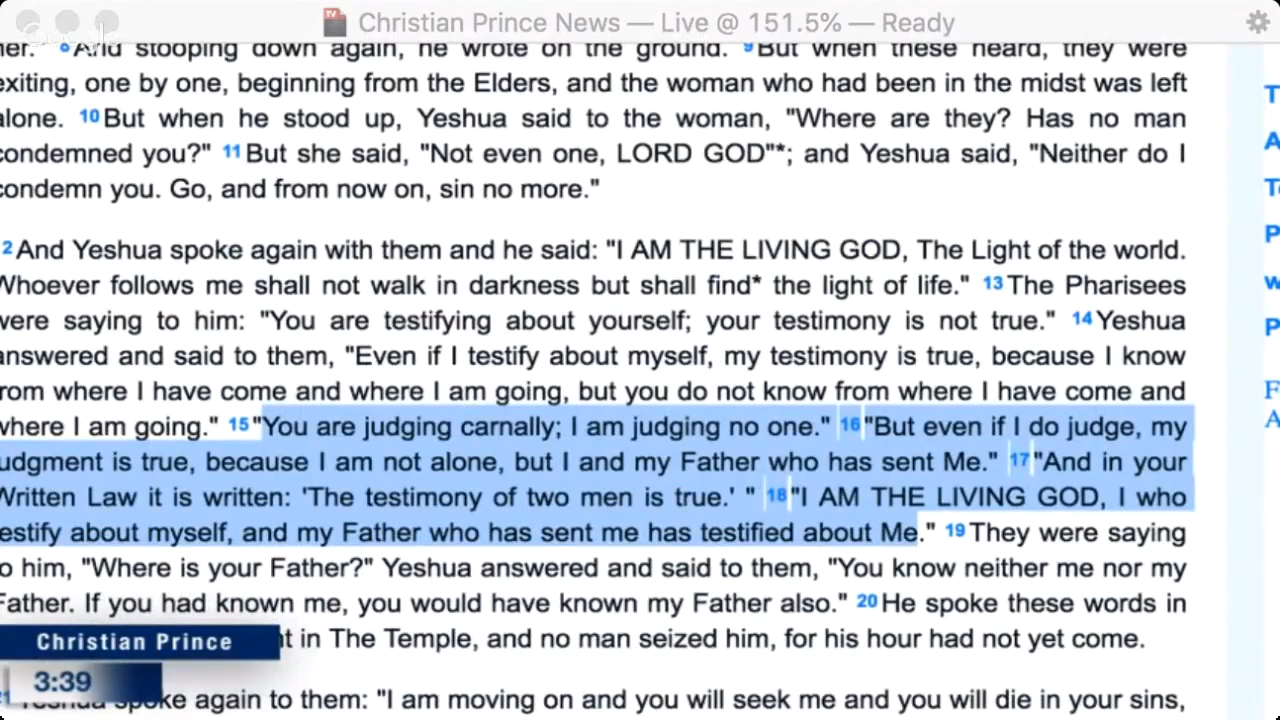 Christian Prince News — Live @ 151.5% — Ready
Google
her. 8 And stooping down again, he wrote on the ground. 9 But when these heard, they were
exiting, one by one, beginning from the Elders, and the woman who had been in the midst was left
alone. 10 But when he stood up, Yeshua said to the woman, "Where are they? Has no man
condemned you?" 11 But she said, "Not even one, LORD GOD"*; and Yeshua said, "Neither do I
condemn you. Go, and from now on, sin no more."
2 And Yeshua spoke again with them and he said: "I AM THE LIVING GOD, The Light of the world.
Whoever follows me shall not walk in darkness but shall find* the light of life." 13 The Pharisees
were saying to him: "You are testifying about yourself; your testimony is not true." 14 Yeshua
answered and said to them, "Even if I testify about myself, my testimony is true, because I know
from where I have come and where I am going, but you do not know from where I have come and
where I am going." 15 "You are judging carnally; I am judging no one." 16 "But even if I do judge, my
judgment is true, because I am not alone, but I and my Father who has sent Me." 17 "And in your
Written Law it is written: 'The testimony of two men is true.' " 18 "I AM THE LIVING GOD, I who
testify about myself, and my Father who has sent me has testified about Me." 19 They were saying
to him, "Where is your Father?" Yeshua answered and said to them, "You know neither me nor my
Father. If you had known me, you would have known my Father also." 20 He spoke these words in
in The Temple, and no man seized him, for his hour had not yet come.
Christian Prince
3:39
Yeshua spoke again to them: "I am moving on and you will seek me and you will die in your sins,